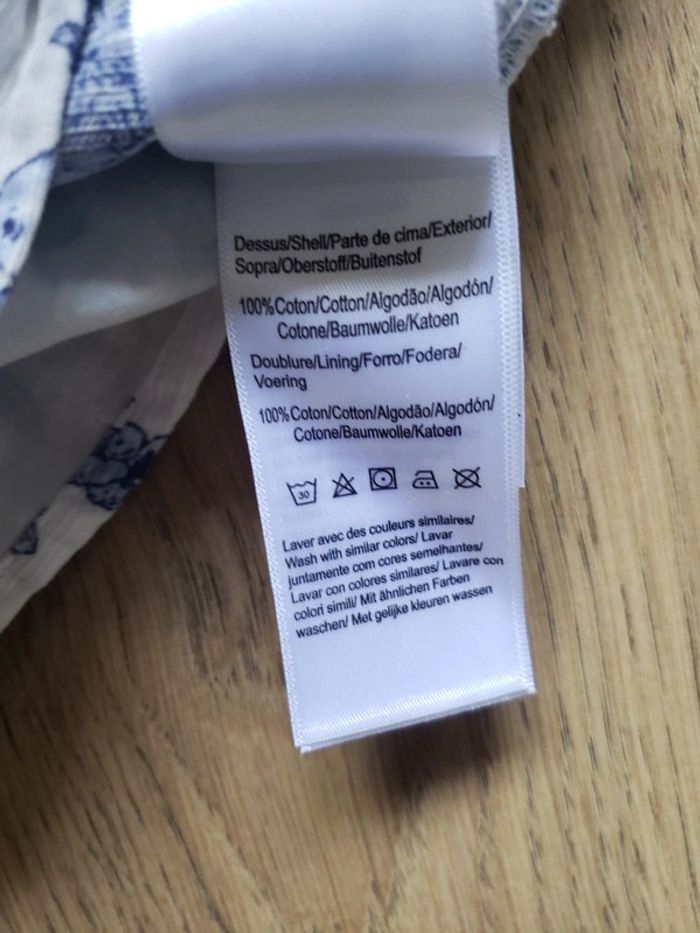 Dessus/Shell/Parte de cima/Exterior/
Sopra/Oberstoff/Buitenstof
100%Coton/Cotton/Algodão/Algodón/
Cotone/Baumwolle/Katoen
Doublure/Lining/Forro/Fodera/
Voering
100%Coton/Cotton/Algodão/Algodón/
Cotone/Baumwolle/Katoen
30
Laver avec des couleurs similaires/
Wash with similar colors/ Lavar
juntamente com cores semelhantes/
Lavar con colores similares/ Lavare con
colori simili/ Mit ähnlichen Farben
waschen/ Met gelijke kleuren wassen